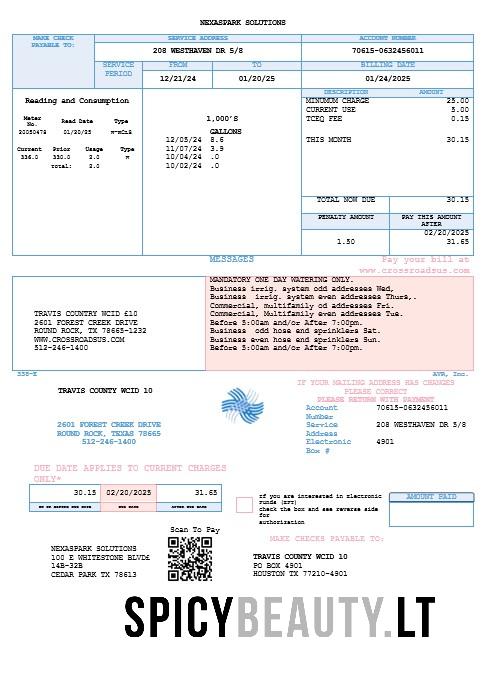 NEXASPARK SOLUTIONS
MAKE CHECK
PAYABLE TO:
SERVICE ADDRESS
ACCOUNT NUMBER
208 WESTHAVEN DR 5/8
70615-0632456011
SERVICE
PERIOD
FROM
TO
BILLING DATE
12/21/24
01/20/25
01/24/2025
Reading and Consumption
Meter
No.
Read Date
Type
20050478
01/20/25
Current
Prior
Usage
Type
336.0
330.0
2.0
Total:
2.0
1,000'S
GALLONS
12/05/24 8.6
11/07/24 3.9
10/04/24 .0
10/02/24 .0
DESCRIPTION AMOUNT
MINUMUM CHARGE 25.00
CURRENT USE 5.00
TCEQ FEE 0.15
THIS MONTH 30.15
TOTAL NOW DUE 30.15
PENALTY AMOUNT
PAY THIS AMOUNT
AFTER
02/20/2025
1.50
31.65
MESSAGES
Pay your bill at
www.crossroadsus.com
MANDATORY ONE DAY WATERING ONLY.
Business irrig. system odd addresses Wed,
Business irrig. system even addresses Thus,.
Commercial, multifamily od addresses Fri.
Commercial, Multifamily even addresses Tue.
Before 5:00am and/or After 7:00pm.
Business odd hose end sprinklers Sat.
Business even hose end sprinklers Sun.
Before 5:00am and/or After 7:00pm.
TRAVIS COUNTRY WCID £10
2601 FOREST CREEK DRIVE
ROUND ROCK, TX 78665-1232
WWW.CROSSROADSUS.COM
512-246-1400
AVR, Inc.
TRAVIS COUNTY WCID 10
2601 FOREST CREEK DRIVE
ROUND ROCK, TEXAS 78665
512-246-1400
IF YOUR MAILING ADDRESS HAS CHANGES
PLEASE CORRECT
PLEASE RETURN WITH PAYMENT
Account
Number
70615-0632456011
Service
Address
208 WESTHAVEN DR 5/8
Electronic
Box #
4901
DUE DATE APPLIES TO CURRENT CHARGES
ONLY*
30.15
02/20/2025
31.65
If you are interested in Electronic
Funds (EFT)
check the box and see reverse side
for
authorization
AMOUNT PAID
Scan To Pay
MAKE CHECKS PAYABLE TO:
NEXASPARK SOLUTIONS
100 E WHITESTONE BLVD£
14B-32B
CEDAR PARK TX 78613
TRAVIS COUNTY WCID 10
PO BOX 4901
HOUSTON TX 77210-4901
SPICYBEAUTY.LT